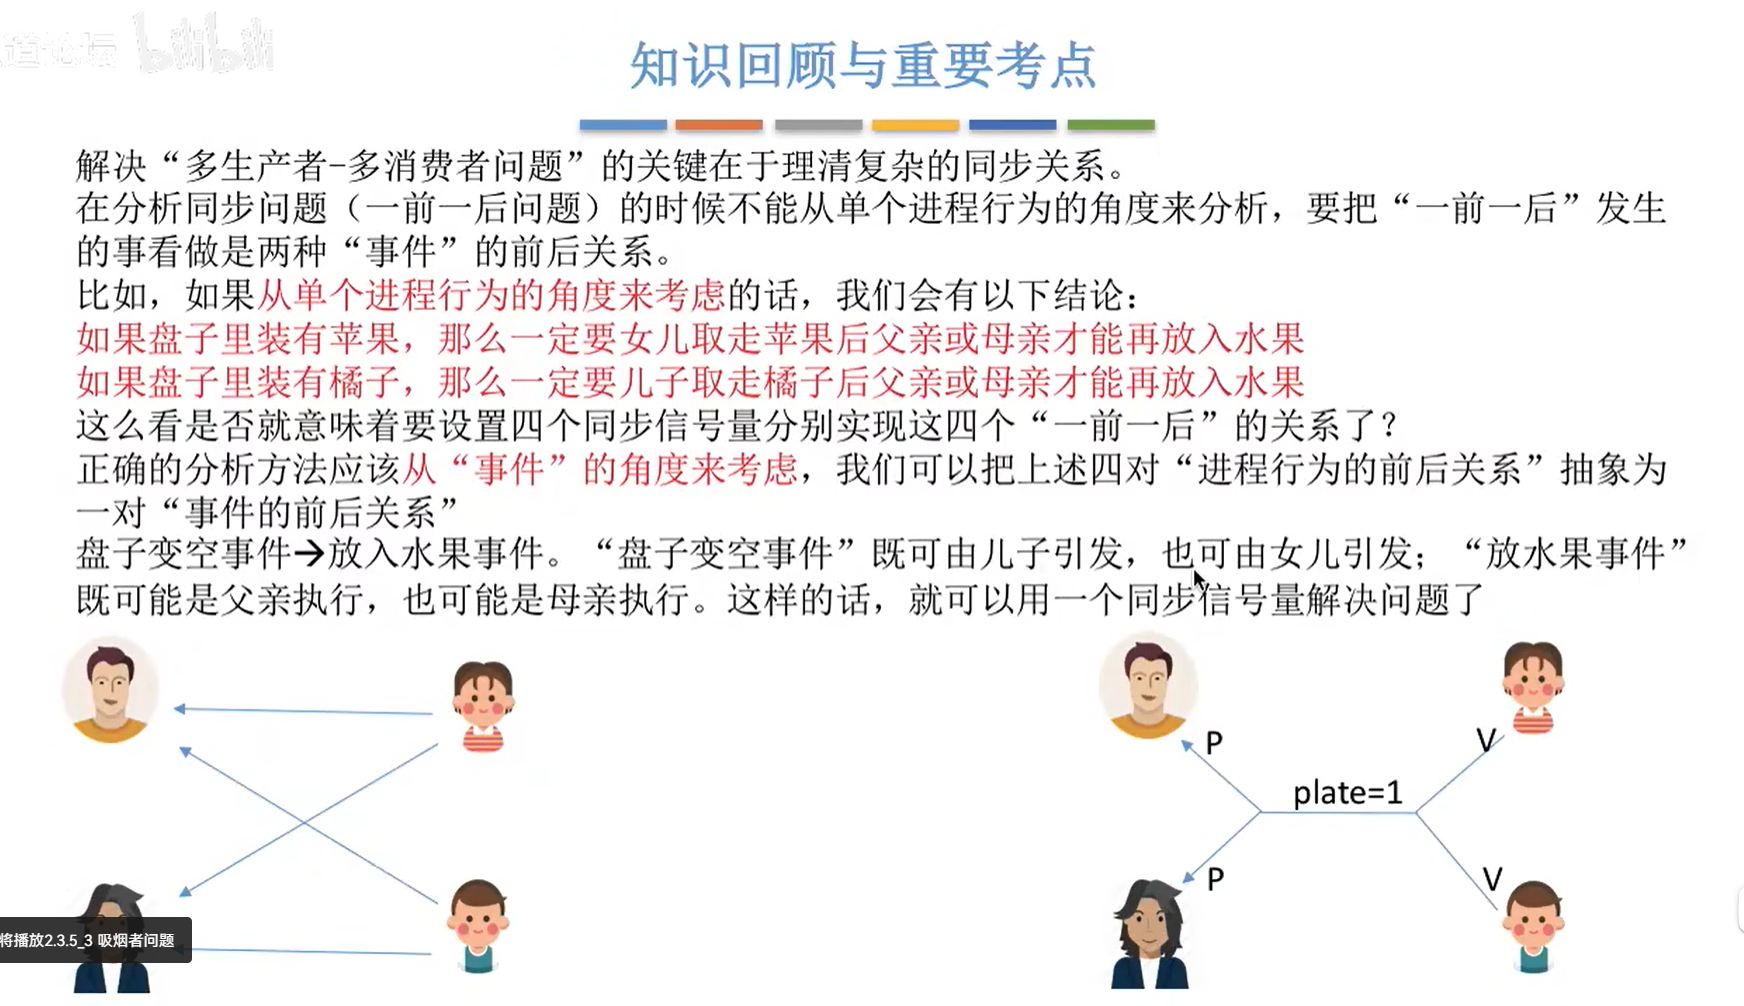 道论坛 bilibili
知识回顾与重要考点
解决“多生产者-多消费者问题”的关键在于理清复杂的同步关系。
在分析同步问题（一前一后问题）的时候不能从单个进程行为的角度来分析，要把“一前一后”发生
的事看做是两种“事件”的前后关系。
比如，如果从单个进程行为的角度来考虑的话，我们会有以下结论：
如果盘子里装有苹果，那么一定要女儿取走苹果后父亲或母亲才能再放入水果
如果盘子里装有橘子，那么一定要儿子取走橘子后父亲或母亲才能再放入水果
这么看是否就意味着要设置四个同步信号量分别实现这四个“一前一后”的关系了？
正确的分析方法应该从“事件”的角度来考虑，我们可以把上述四对“进程行为的前后关系”抽象为
一对“事件的前后关系”
盘子变空事件→放入水果事件。“盘子变空事件”既可由儿子引发，也可由女儿引发；“放水果事件”
既可能是父亲执行，也可能是母亲执行。这样的话，就可以用一个同步信号量解决问题了
P
V
plate=1
P
V
将播放2.3.5_3 吸烟者问题